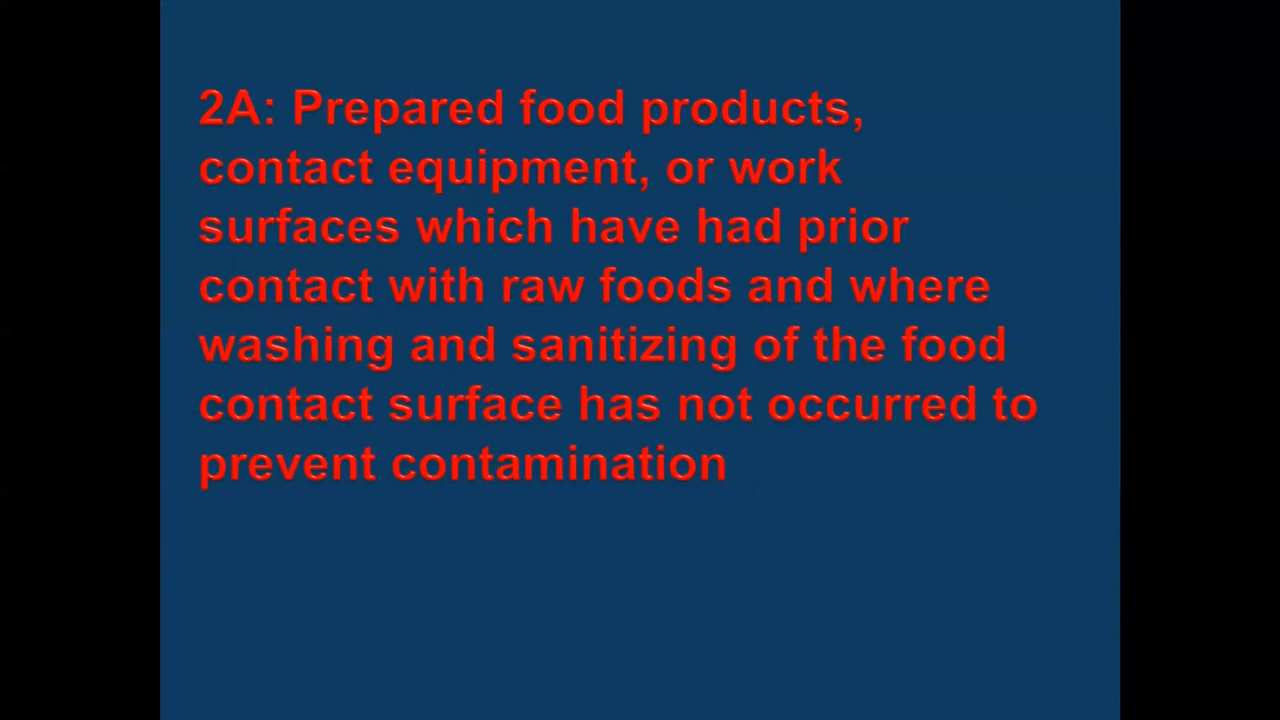 2A: Prepared food products,
contact equipment, or work
surfaces which have had prior
contact with raw foods and where
washing and sanitizing of the food
contact surface has not occurred to
prevent contamination